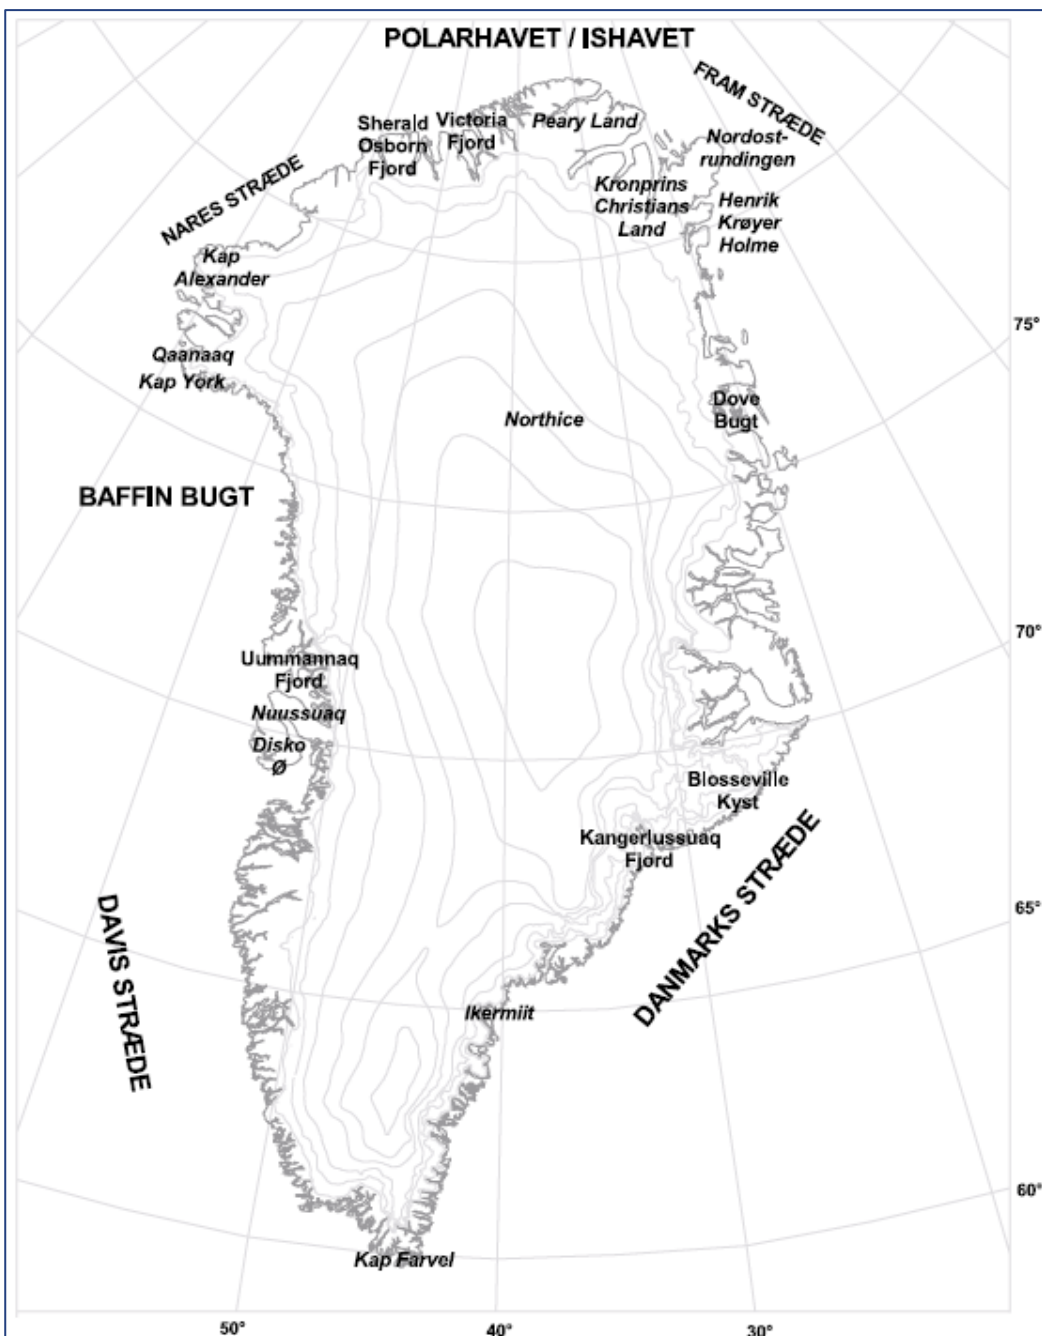 POLARHAVET / ISHAVET
FRAM STRÆDE
Sherald
Osborn
Fjord
Victoria
Fjord
Peary Land
Nordost-
rundingen
NARES STRÆDE
Kronprins
Christians
Land
Henrik
Krøyer
Holme
Kap
Alexander
75°
Qaanaaq
Kap York
Dove
Bugt
Northice
BAFFIN BUGT
70°
Uummannaq
Fjord
Nuussuaq
Disko
Ø
Blosseville
Kyst
Kangerlussuaq
Fjord
DANMARKS STRÆDE
65°
DAVIS STRÆDE
Ikermiit
60°
Kap Farvel
50°
40°
30°